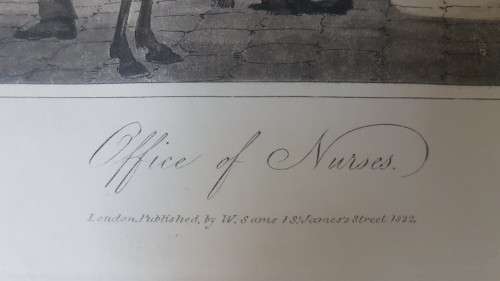 Office of Nurses.
London, Published, by W. Sams 1 St. James's Street 1822.